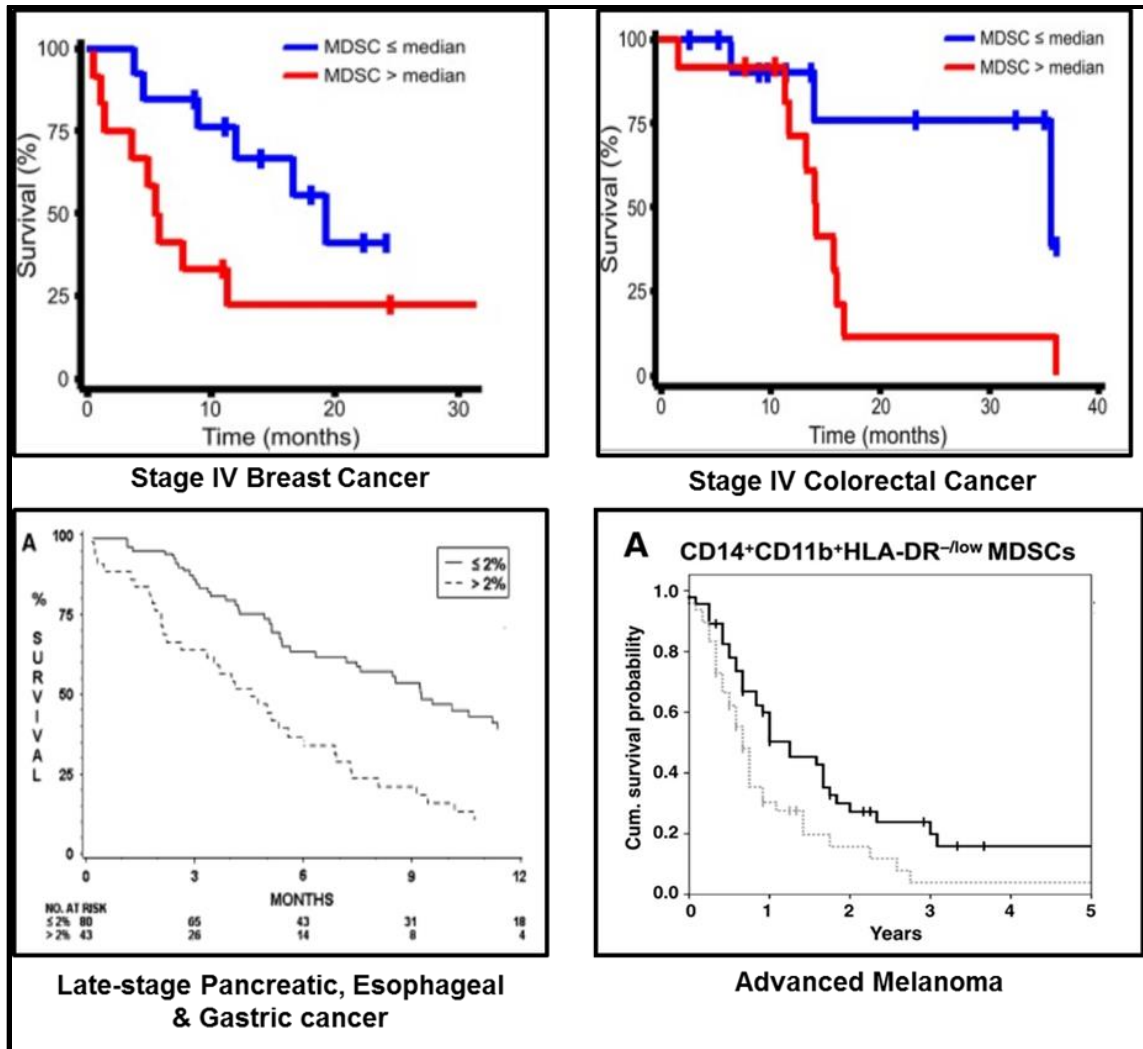 MDSC ≤ median
MDSC > median
100
75
50
25
0
Survival (%)
0 10 20 30
Time (months)
Stage IV Breast Cancer
MDSC ≤ median
MDSC > median
100
75
50
25
0
Survival (%)
0 10 20 30 40
Time (months)
Stage IV Colorectal Cancer
A
≤ 2%
> 2%
100
75
50
25
0
% SURVIVAL
0 3 6 9 12
MONTHS
NO. AT RISK
≤ 2% 80 65 43 31 18
> 2% 43 26 14 8 4
Late-stage Pancreatic, Esophageal
& Gastric cancer
A CD14⁺CD11b⁺HLA-DR⁻/ˡᵒʷ MDSCs
1.0
0.8
0.6
0.4
0.2
0.0
Cum. survival probability
0 1 2 3 4 5
Years
Advanced Melanoma